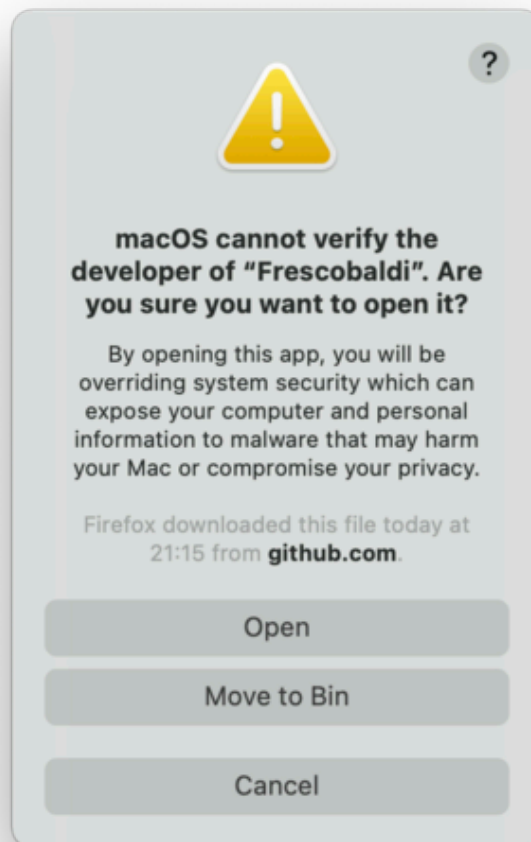 ?
macOS cannot verify the
developer of “Frescobaldi”. Are
you sure you want to open it?
By opening this app, you will be
overriding system security which can
expose your computer and personal
information to malware that may harm
your Mac or compromise your privacy.
Firefox downloaded this file today at
21:15 from github.com.
Open
Move to Bin
Cancel